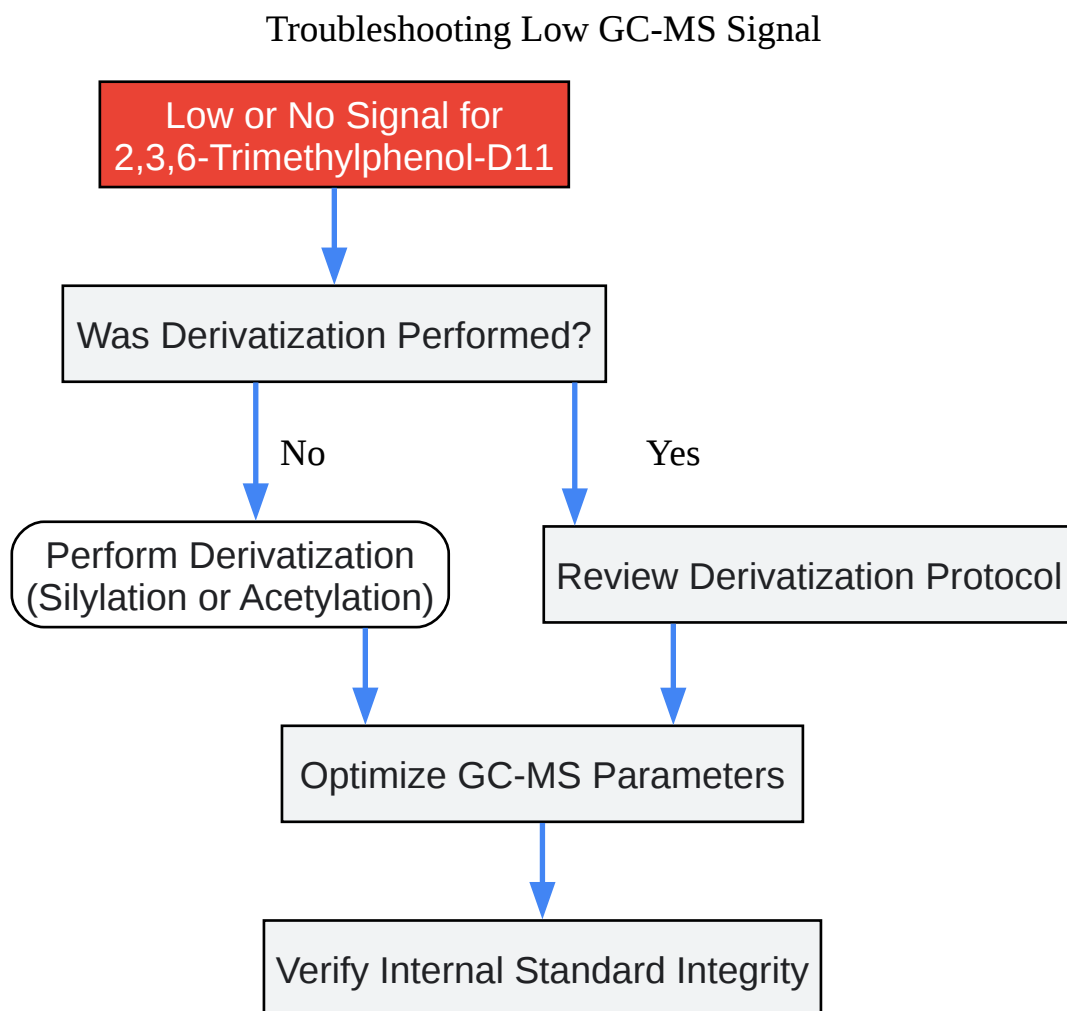 Troubleshooting Low GC-MS Signal
Low or No Signal for
2,3,6-Trimethylphenol-D11
Was Derivatization Performed?
No
Yes
Perform Derivatization
(Silylation or Acetylation)
Review Derivatization Protocol
Optimize GC-MS Parameters
Verify Internal Standard Integrity